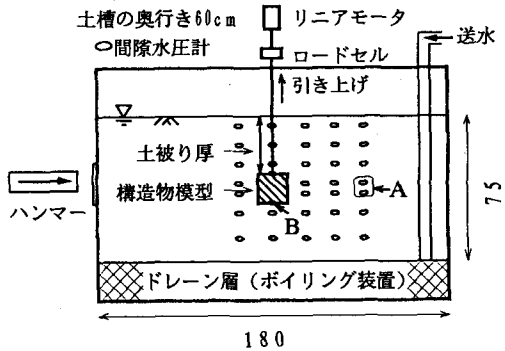 土槽の奥行き60cm
リニアモータ
間隙水圧計
ロードセル
送水
引き上げ
土被り厚
構造物模型
A
B
ハンマー
75
ドレーン層(ボイリング装置)
180